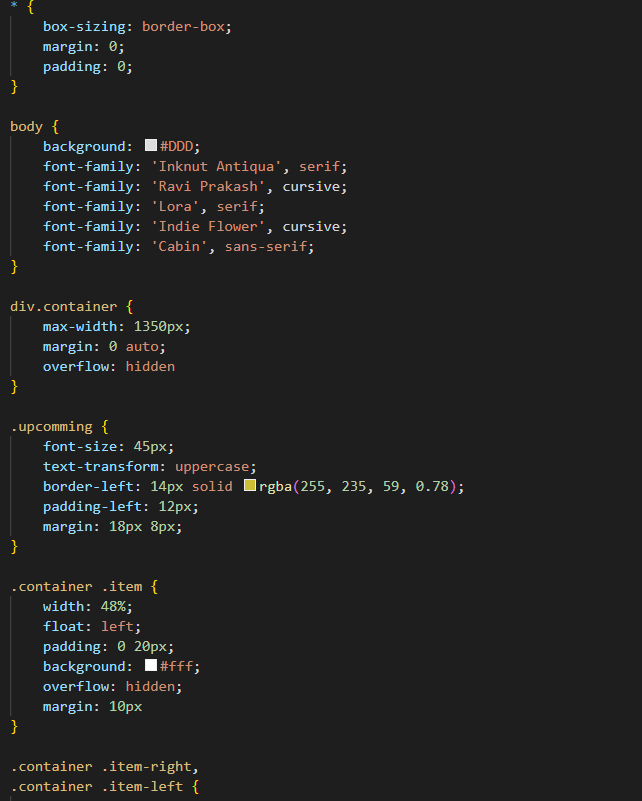 * {
    box-sizing: border-box;
    margin: 0;
    padding: 0;
}

body {
    background: #DDD;
    font-family: 'Inknut Antiqua', serif;
    font-family: 'Ravi Prakash', cursive;
    font-family: 'Lora', serif;
    font-family: 'Indie Flower', cursive;
    font-family: 'Cabin', sans-serif;
}

div.container {
    max-width: 1350px;
    margin: 0 auto;
    overflow: hidden
}

.upcomming {
    font-size: 45px;
    text-transform: uppercase;
    border-left: 14px solid rgba(255, 235, 59, 0.78);
    padding-left: 12px;
    margin: 18px 8px;
}

.container .item {
    width: 48%;
    float: left;
    padding: 0 20px;
    background: #fff;
    overflow: hidden;
    margin: 10px
}

.container .item-right,
.container .item-left {